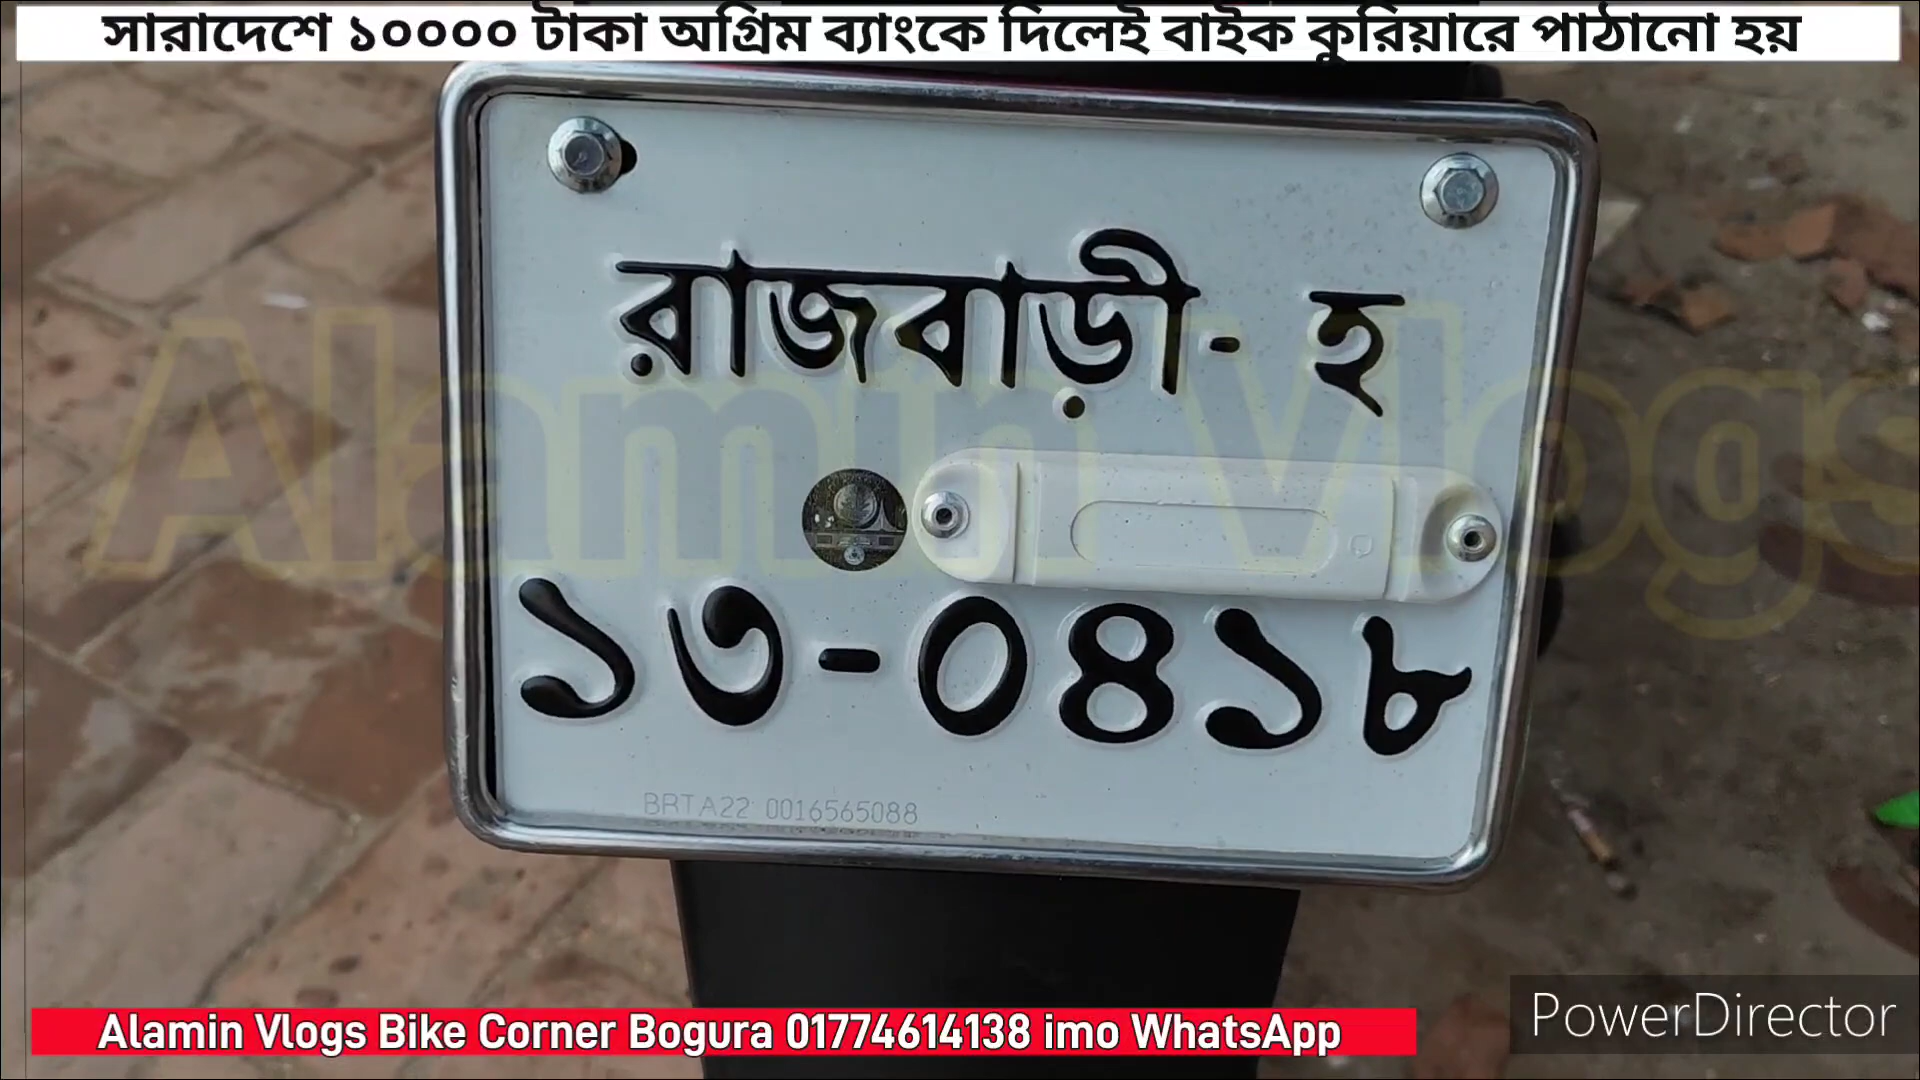 সারাদেশে ১০০০০ টাকা অগ্রিম ব্যাংকে দিলেই বাইক কুরিয়ারে পাঠানো হয়
রাজবাড়ী- হ
Alamin Vlogs
১৩-০৪১৮
BRTA22 0016565088
PowerDirector
Alamin Vlogs Bike Corner Bogura 01774614138 imo WhatsApp